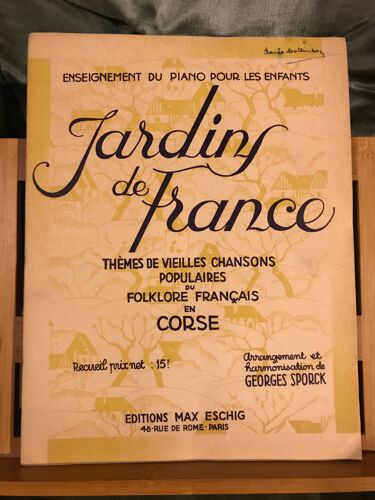 ENSEIGNEMENT DU PIANO POUR LES ENFANTS
Jardins
de France
THÈMES DE VIEILLES CHANSONS
POPULAIRES
DU
FOLKLORE FRANÇAIS
EN
CORSE
Recueil prix net : 15!
Arrangement et
harmonisation de
GEORGES SPORCK
EDITIONS MAX ESCHIG
48 · RUE DE ROME · PARIS